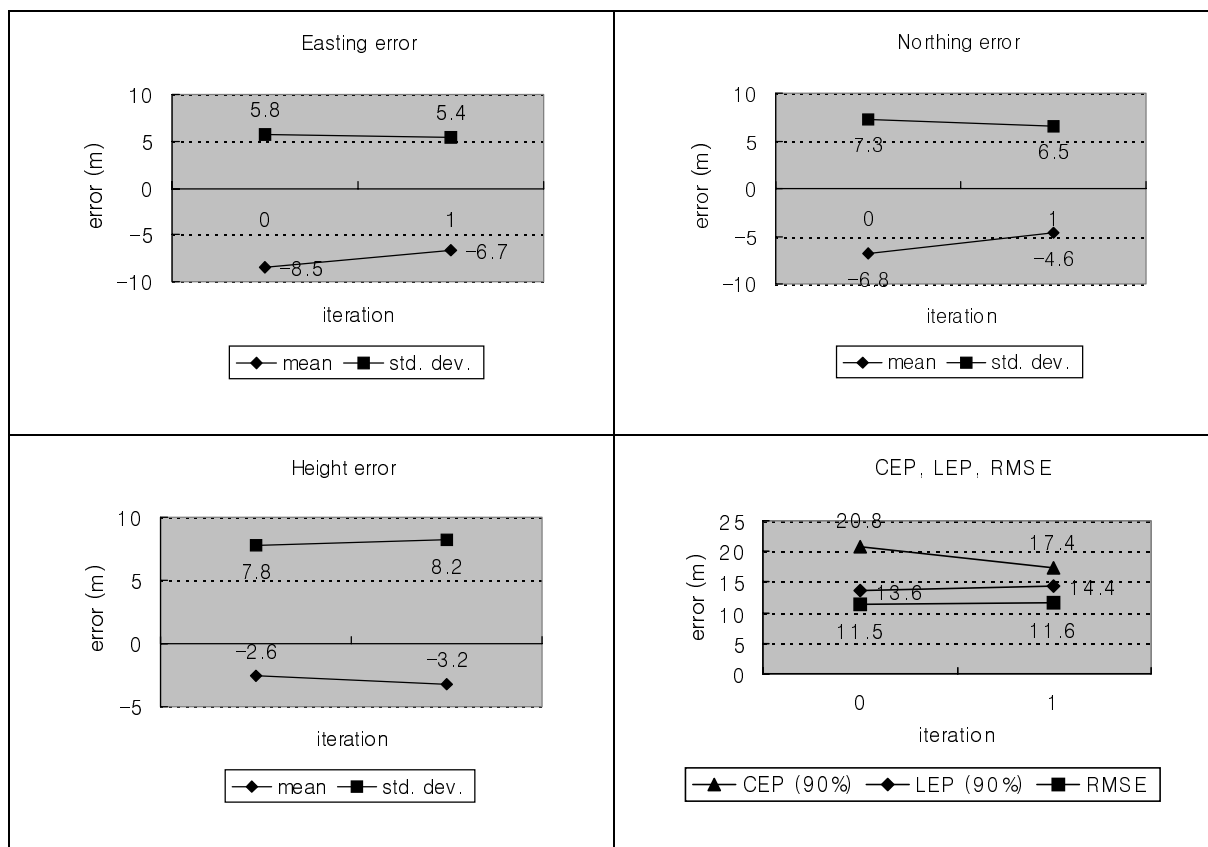 Easting error
10
5.8
5.4
5
error (m)
0
0
1
−5
−6.7
−8.5
−10
iteration
mean
std. dev.
Northing error
10
7.3
6.5
5
error (m)
0
0
1
−5
−4.6
−6.8
−10
iteration
mean
std. dev.
Height error
10
7.8
8.2
5
error (m)
0
−2.6
−3.2
−5
iteration
mean
std. dev.
CEP, LEP, RMSE
25
20.8
20
17.4
15
13.6
14.4
error (m)
10
11.5
11.6
5
0
0
1
iteration
CEP (90%)
LEP (90%)
RMSE